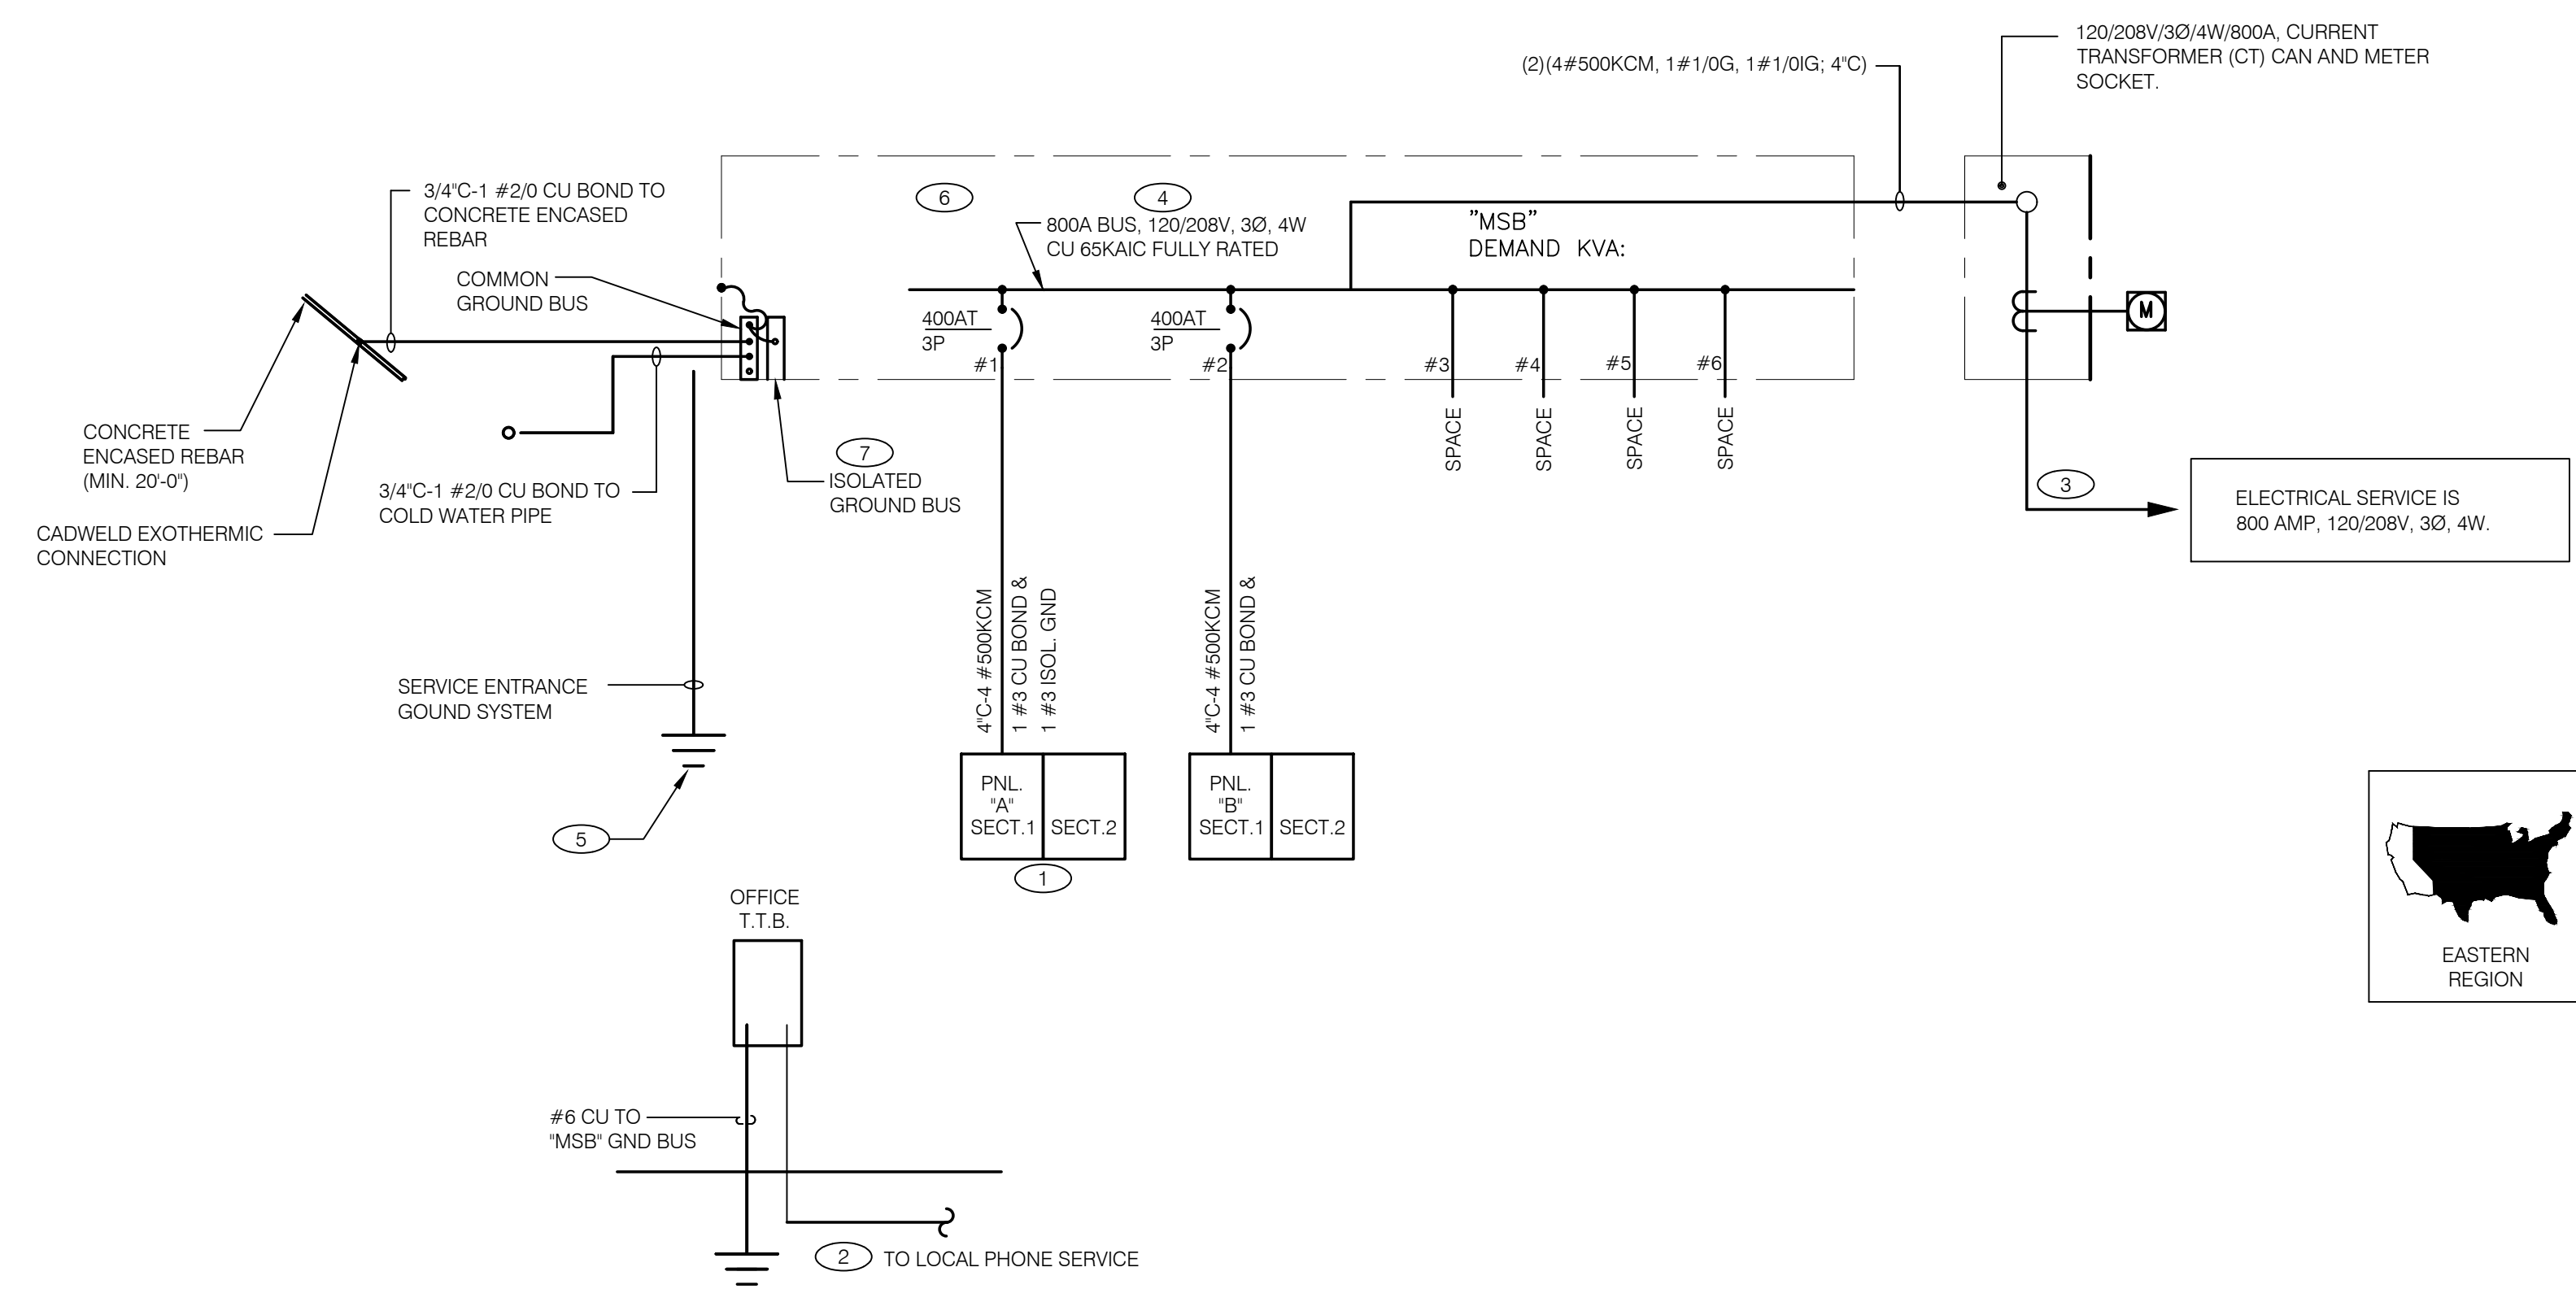 120/208V/3Ø/4W/800A, CURRENT
TRANSFORMER (CT) CAN AND METER
SOCKET.
(2)(4#500KCM, 1#1/0G, 1#1/0IG; 4"C)
3/4"C-1 #2/0 CU BOND TO
CONCRETE ENCASED
REBAR
COMMON
GROUND BUS
6
4
800A BUS, 120/208V, 3Ø, 4W
CU 65KAIC FULLY RATED
"MSB"
DEMAND KVA:
400AT
3P
#1
400AT
3P
#2
#3
#4
#5
#6
SPACE
SPACE
SPACE
SPACE
M
CONCRETE
ENCASED REBAR
(MIN. 20'-0")
CADWELD EXOTHERMIC
CONNECTION
3/4"C-1 #2/0 CU BOND TO
COLD WATER PIPE
7
ISOLATED
GROUND BUS
3
ELECTRICAL SERVICE IS
800 AMP, 120/208V, 3Ø, 4W.
4"C-4 #500KCM
1 #3 CU BOND &
1 #3 ISOL. GND
4"C-4 #500KCM
1 #3 CU BOND &
SERVICE ENTRANCE
GOUND SYSTEM
5
PNL.
"A"
SECT.1
SECT.2
1
PNL.
"B"
SECT.1
SECT.2
EASTERN
REGION
OFFICE
T.T.B.
#6 CU TO
"MSB" GND BUS
2
TO LOCAL PHONE SERVICE